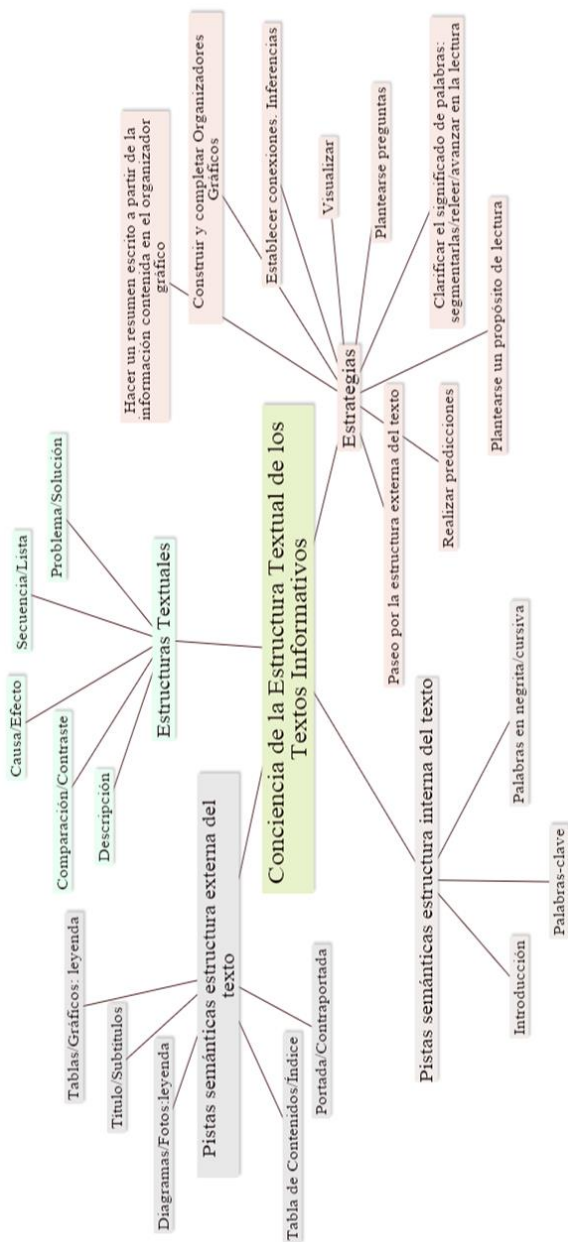 Conciencia de la Estructura Textual de los
Textos Informativos
Estructuras Textuales
Descripción
Comparación/Contraste
Causa/Efecto
Secuencia/Lista
Problema/Solución
Estrategias
Hacer un resumen escrito a partir de la
información contenida en el organizador
gráfico
Construir y completar Organizadores
Gráficos
Establecer conexiones. Inferencias
Visualizar
Plantearse preguntas
Clarificar el significado de palabras:
segmentarlas/releer/avanzar en la lectura
Plantearse un propósito de lectura
Realizar predicciones
Paseo por la estructura externa del texto
Pistas semánticas estructura interna del texto
Palabras en negrita/cursiva
Palabras-clave
Introducción
Pistas semánticas estructura externa del
texto
Tablas/Gráficos: leyenda
Título/Subtítulos
Diagramas/Fotos:leyenda
Tabla de Contenidos/Índice
Portada/Contraportada